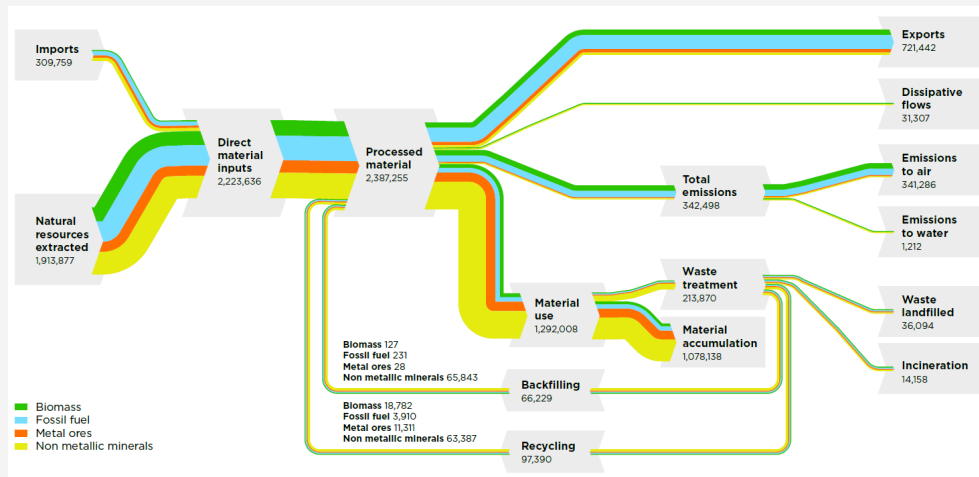 Imports
309,759
Natural
resources
extracted
1,913,877
Direct
material
inputs
2,223,636
Processed
material
2,387,255
Exports
721,442
Dissipative
flows
31,307
Total
emissions
342,498
Emissions
to air
341,286
Emissions
to water
1,212
Material
use
1,292,008
Waste
treatment
213,870
Material
accumulation
1,078,138
Waste
landfilled
36,094
Incineration
14,158
Biomass 127
Fossil fuel 231
Metal ores 28
Non metallic minerals 65,843
Backfilling
66,229
Biomass 18,782
Fossil fuel 3,910
Metal ores 11,311
Non metallic minerals 63,387
Recycling
97,390
Biomass
Fossil fuel
Metal ores
Non metallic minerals